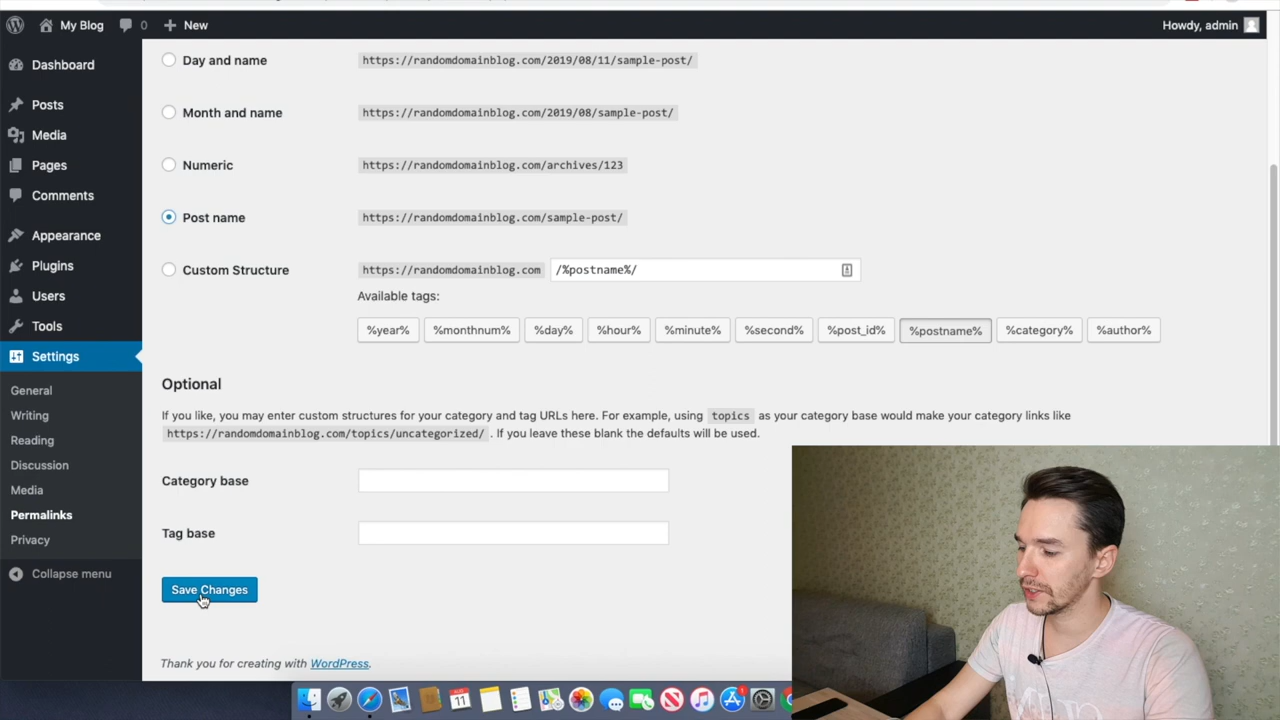 My Blog
0
New
Howdy, admin
Dashboard
Posts
Media
Pages
Comments
Appearance
Plugins
Users
Tools
Settings
General
Writing
Reading
Discussion
Media
Permalinks
Privacy
Collapse menu
Day and name
https://randomdomainblog.com/2019/08/11/sample-post/
Month and name
https://randomdomainblog.com/2019/08/sample-post/
Numeric
https://randomdomainblog.com/archives/123
Post name
https://randomdomainblog.com/sample-post/
Custom Structure
https://randomdomainblog.com
/%postname%/
Available tags:
%year% %monthnum% %day% %hour% %minute% %second% %post_id% %postname% %category% %author%
Optional
If you like, you may enter custom structures for your category and tag URLs here. For example, using topics as your category base would make your category links like
https://randomdomainblog.com/topics/uncategorized/ . If you leave these blank the defaults will be used.
Category base
Tag base
Save Changes
Thank you for creating with WordPress.
11